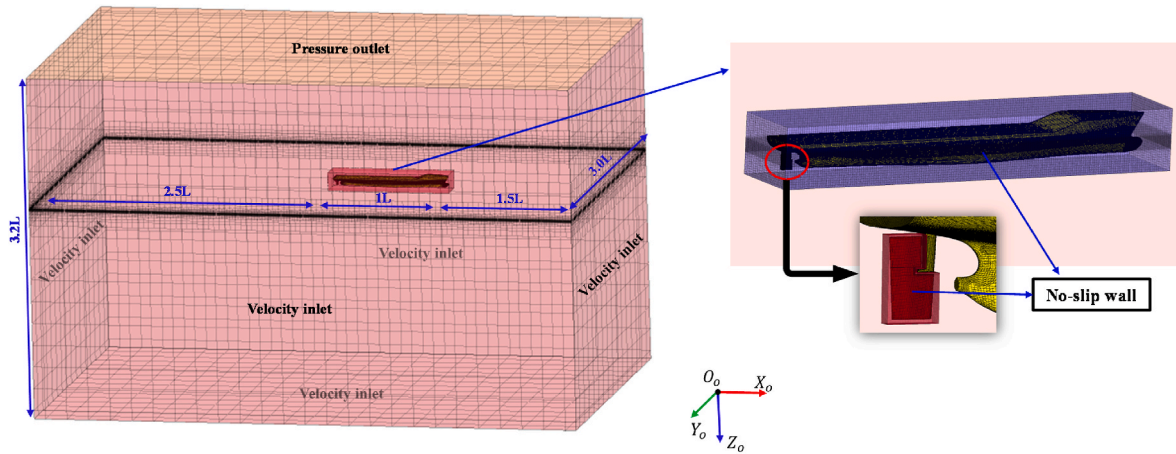 Pressure outlet
3.2L
2.5L
1L
1.5L
3.0L
Velocity inlet
Velocity inlet
Velocity inlet
Velocity inlet
Velocity inlet
No-slip wall
Oₒ
Xₒ
Yₒ
Zₒ